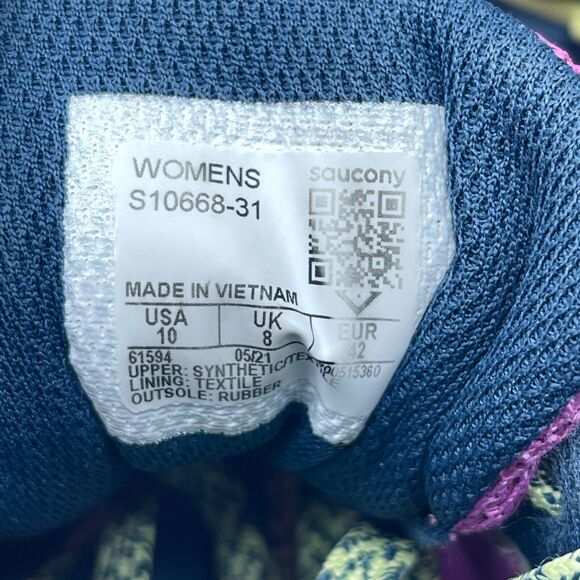 WOMENS saucony
S10668-31
MADE IN VIETNAM
USA UK EUR
10 8 42
61594 05/21
UPPER: SYNTHETIC/TEXTILE
LINING: TEXTILE
OUTSOLE: RUBBER